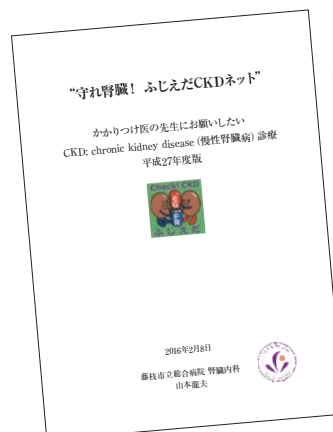 “守れ腎臓！ ふじえだCKDネット”
かかりつけ医の先生にお願いしたい
CKD; chronic kidney disease (慢性腎臓病) 診療
平成27年度版
Check! CKD
ふじえだ
2016年2月8日
藤枝市立総合病院 腎臓内科
山本龍夫